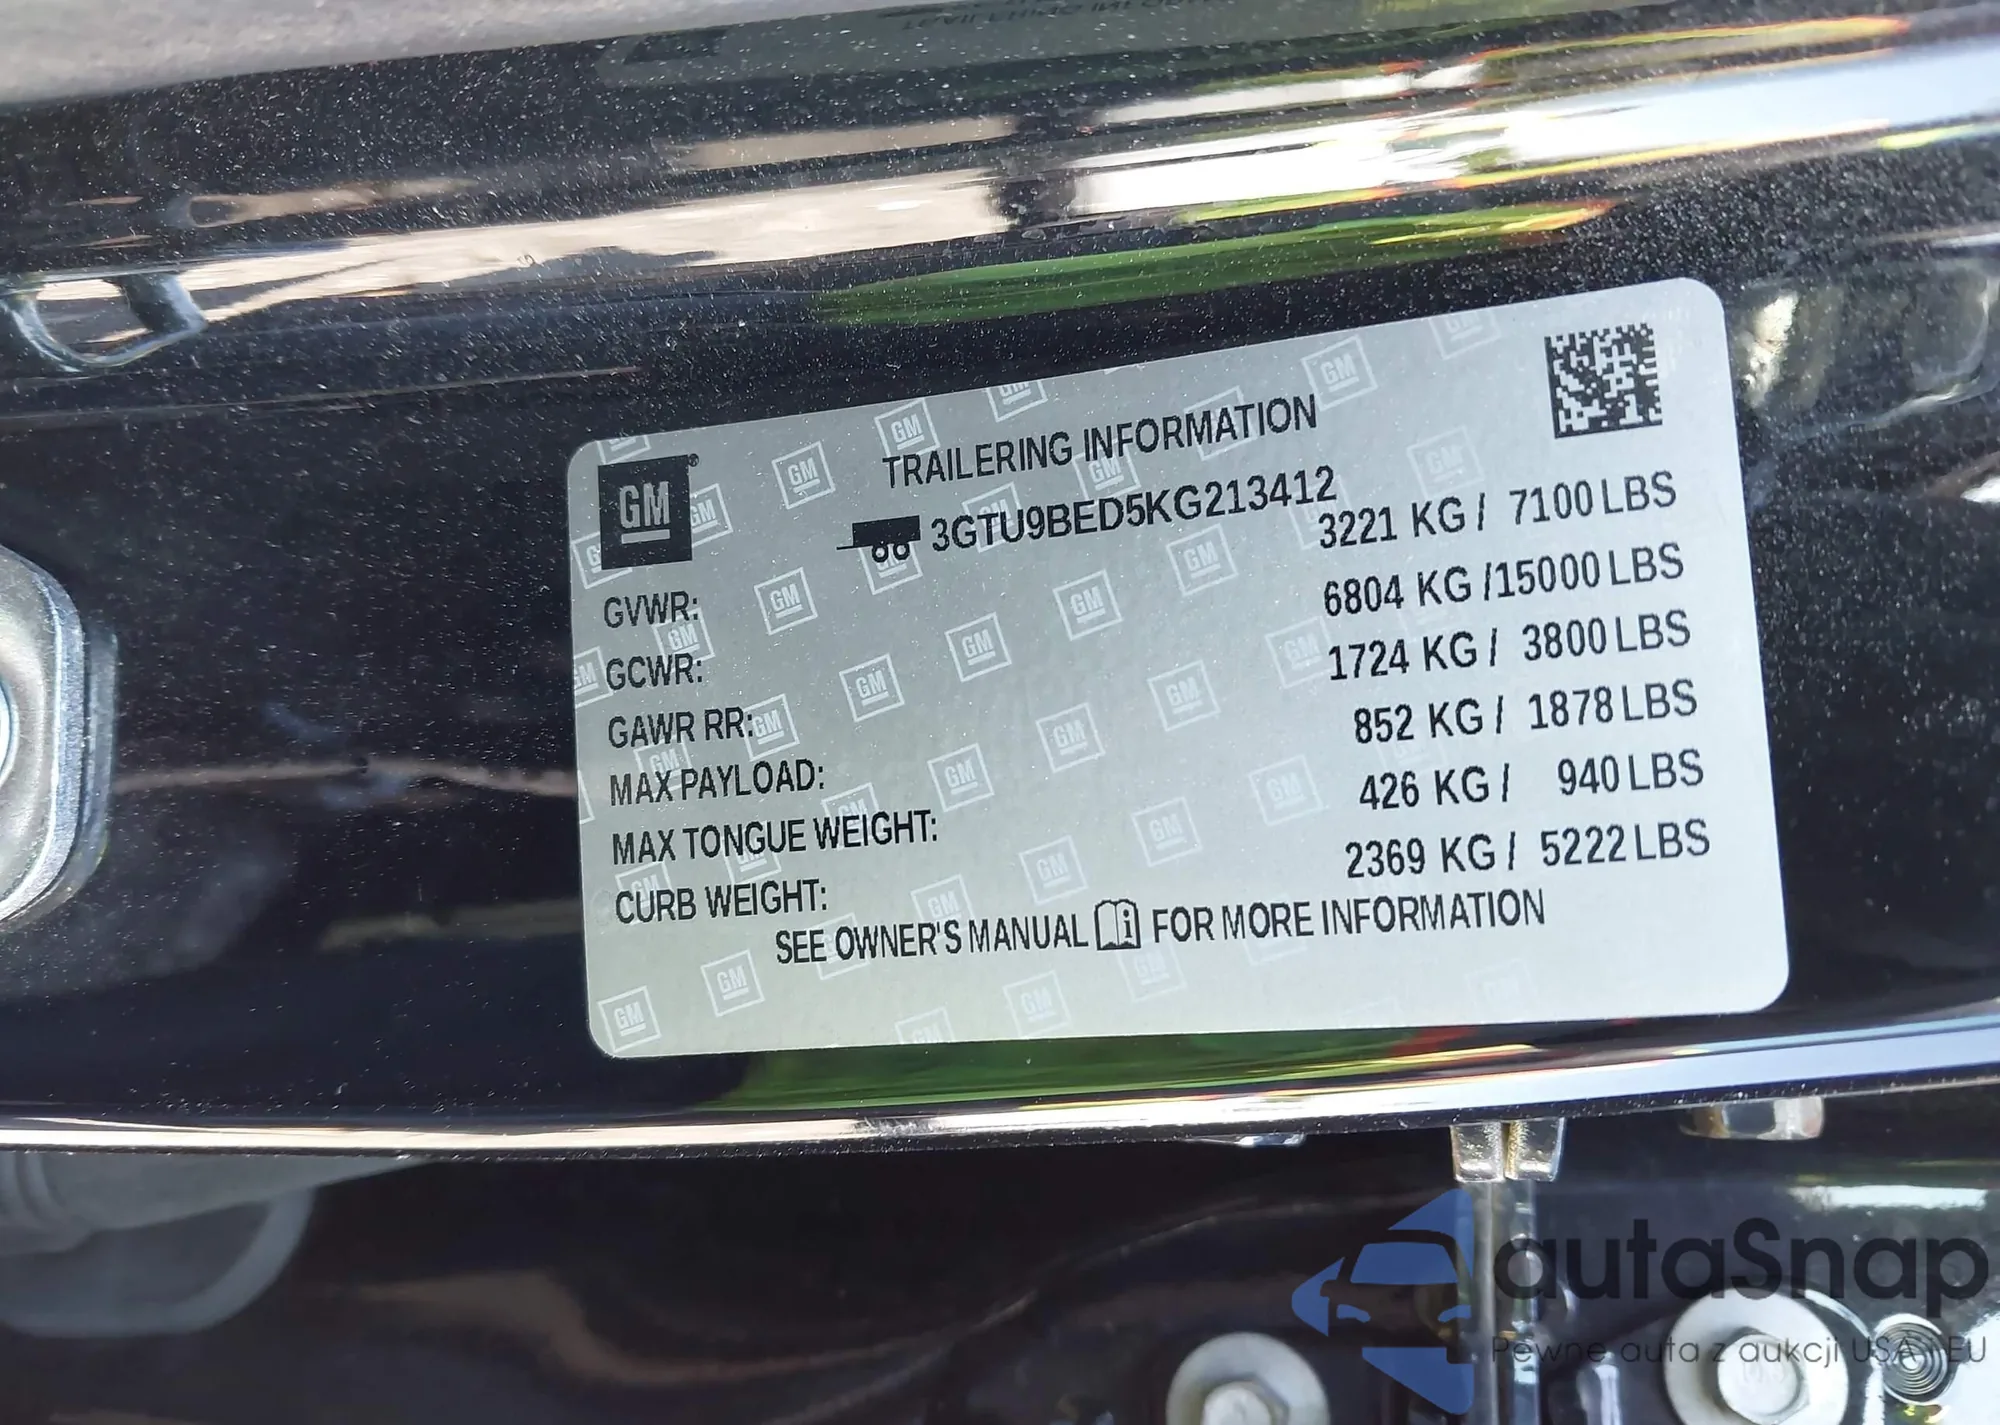 TRAILERING INFORMATION
GM
3GTU9BED5KG213412
GVWR: 3221 KG / 7100 LBS
GCWR: 6804 KG / 15000 LBS
GAWR RR: 1724 KG / 3800 LBS
MAX PAYLOAD: 852 KG / 1878 LBS
MAX TONGUE WEIGHT: 426 KG / 940 LBS
CURB WEIGHT: 2369 KG / 5222 LBS
SEE OWNER'S MANUAL FOR MORE INFORMATION
autaSnap
Pewne auta z aukcji USA i EU